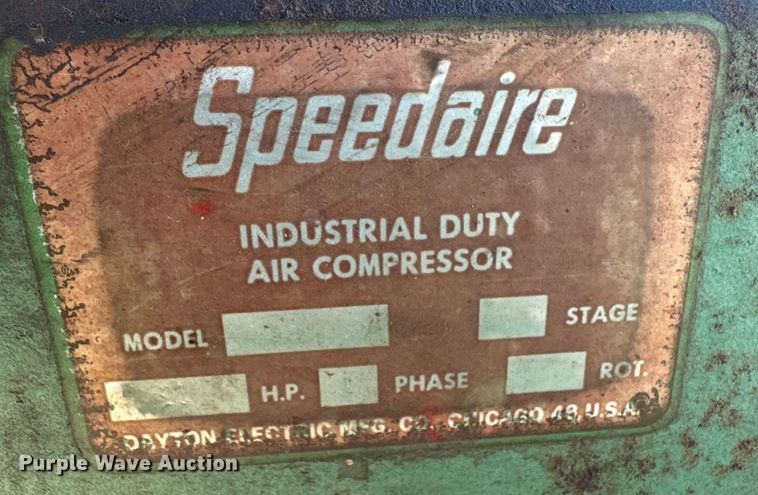 Speedaire
INDUSTRIAL DUTY
AIR COMPRESSOR
MODEL STAGE
H.P. PHASE ROT.
DAYTON ELECTRIC MFG. CO. CHICAGO 48, U.S.A.
Purple Wave Auction